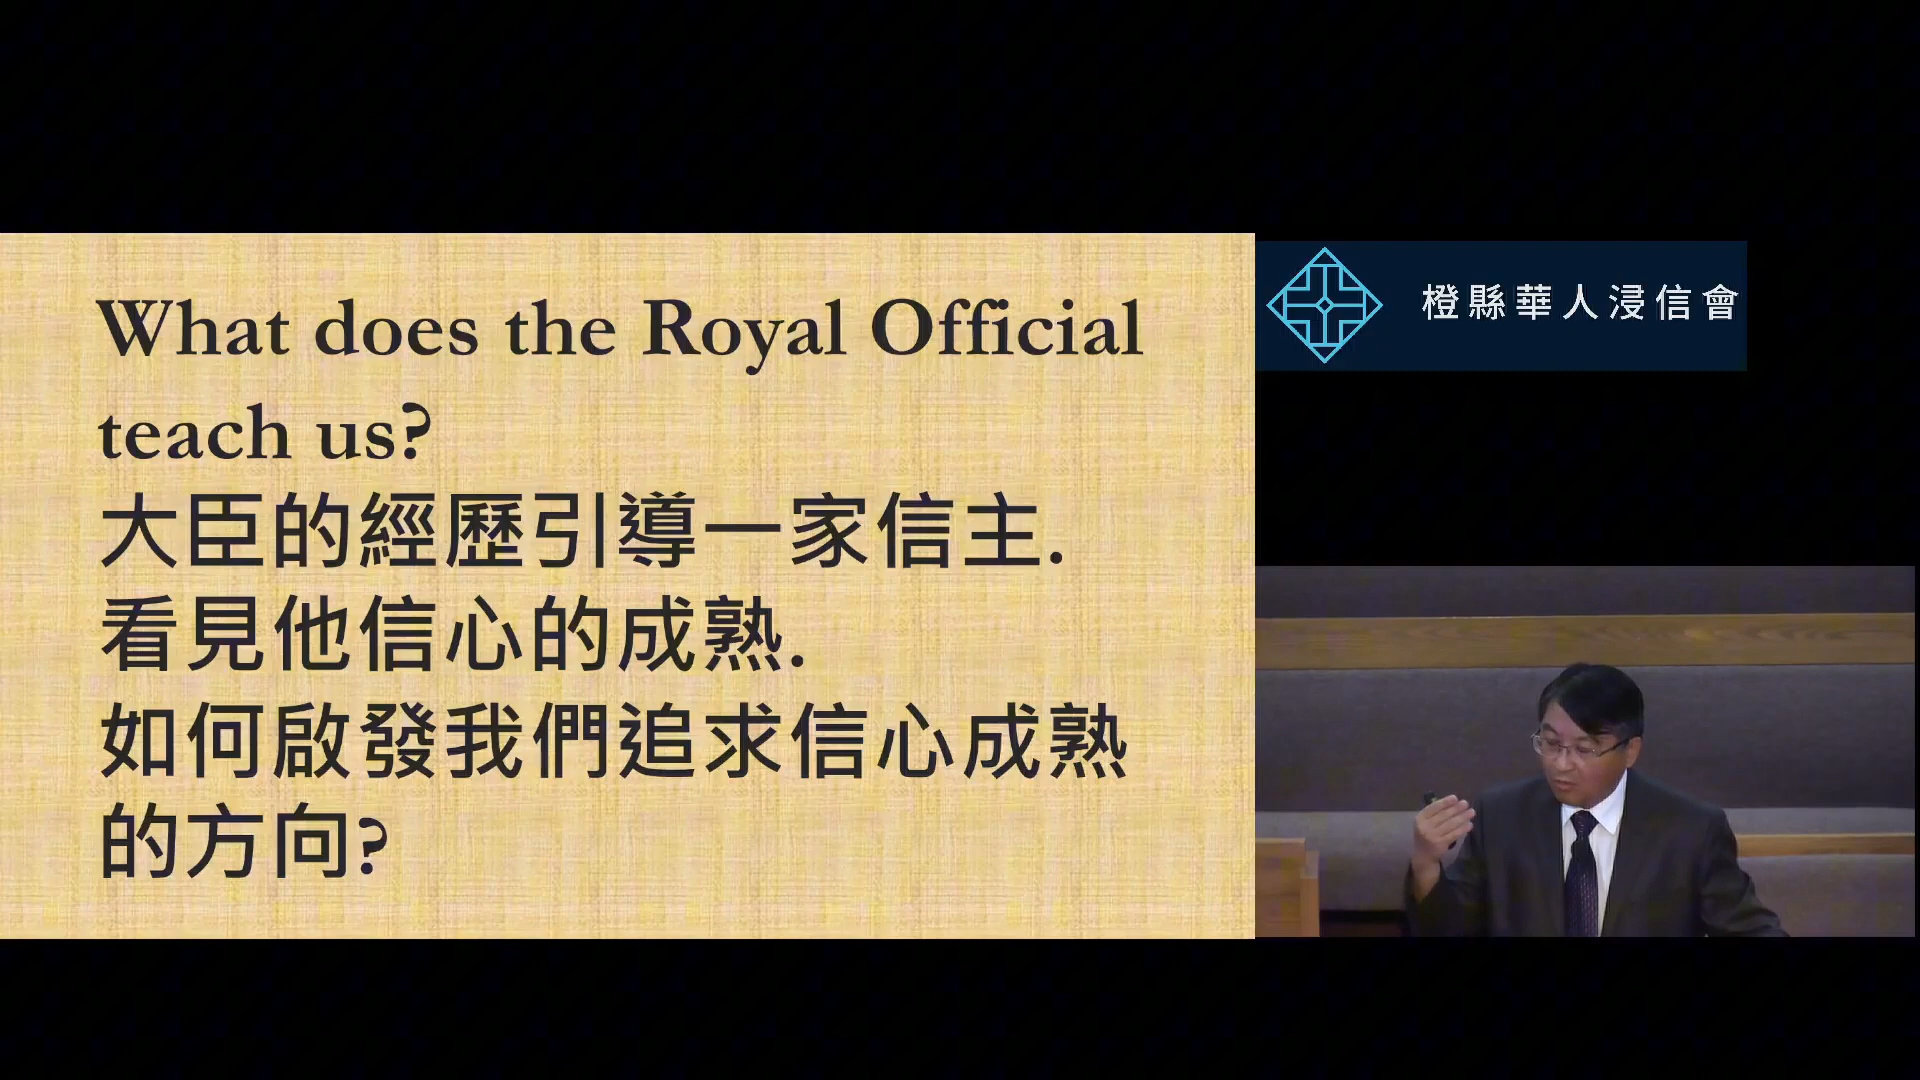 What does the Royal Official
teach us?
大臣的經歷引導一家信主.
看見他信心的成熟.
如何啟發我們追求信心成熟
的方向?
橙縣華人浸信會